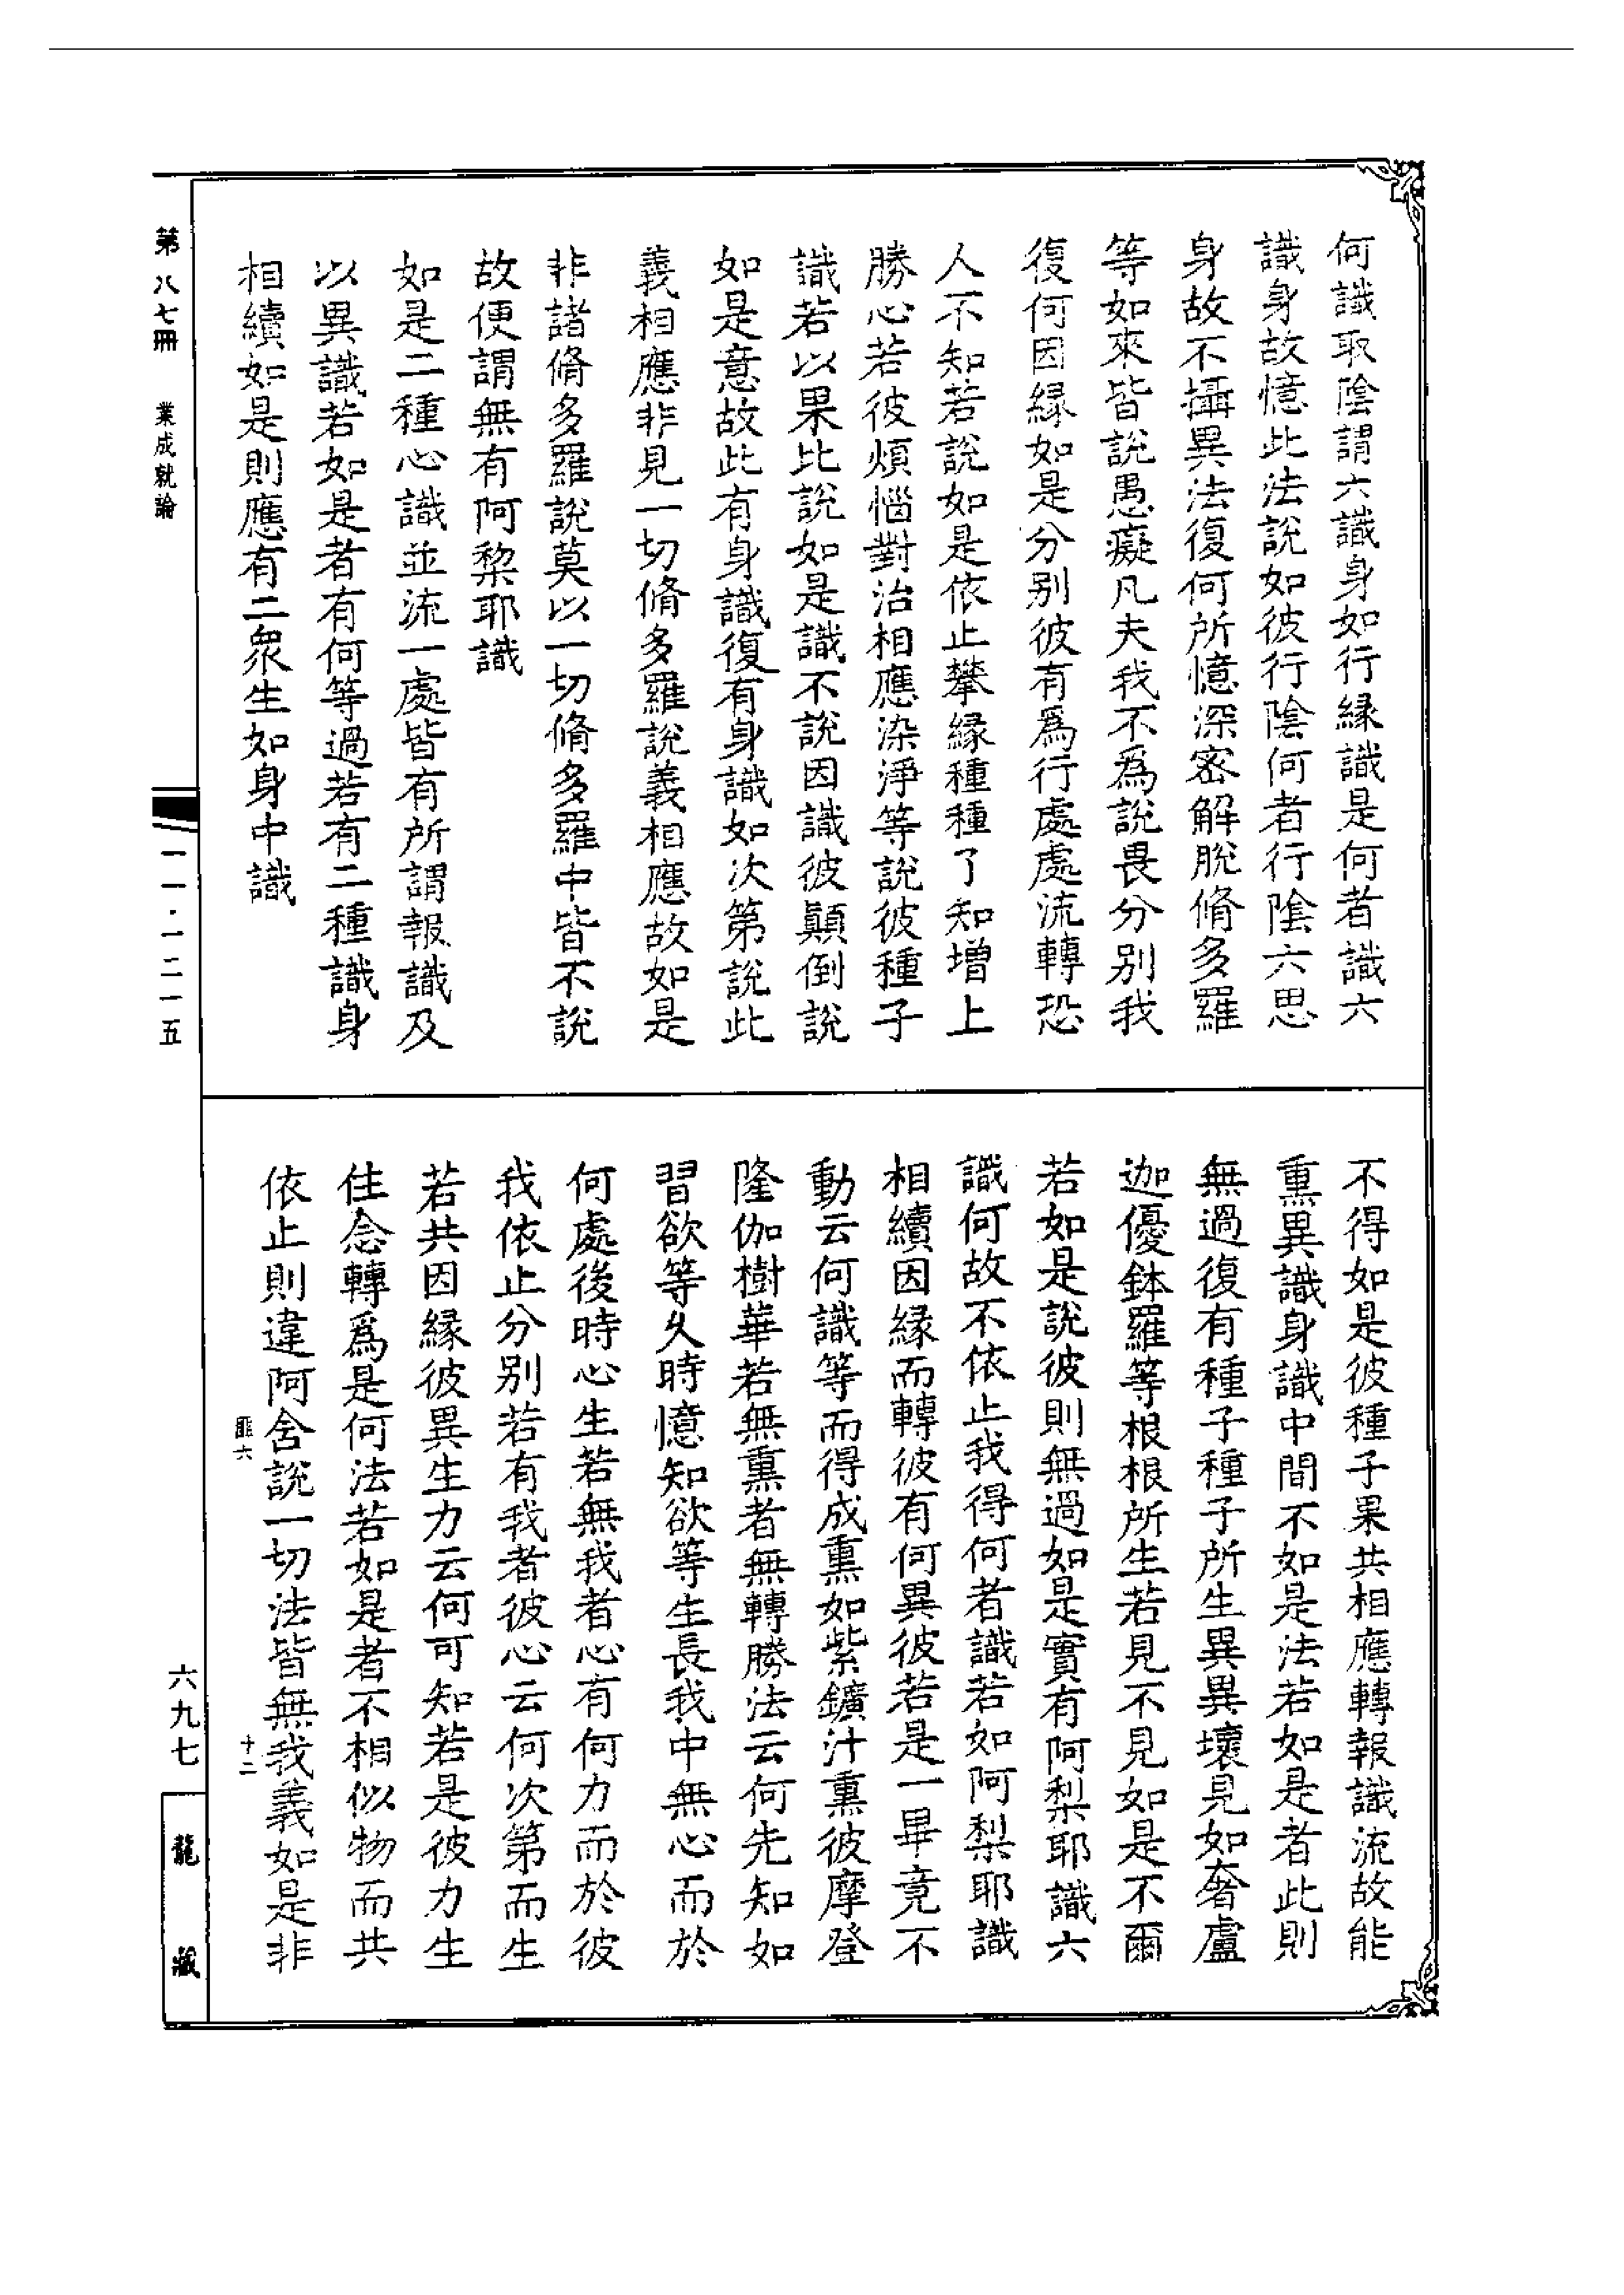 何識取陰謂六識身如行緣識是何者識六
識身故憶此法說如彼行陰何者行陰六思
身故不攝異法復何所憶深密解脫脩多羅
等如來皆說愚癡凡夫我不爲說畏分別我
復何因緣如是分別彼有爲行處處流轉恐
人不知若說如是依止攀緣種種了知增上
勝心若彼煩惱對治相應染淨等說彼種子
識若以果比說如是識不說因識彼顛倒說
如是意故此有身識復有身識如次第說此
義相應非見一切脩多羅說義相應故如是
非諸脩多羅說莫以一切脩多羅中皆不說
故便謂無有阿棃耶識
如是二種心識並流一處皆有所謂報識及
以異識若如是者有何等過若有二種識身
相續如是則應有二衆生如身中識
不得如是彼種子果共相應轉報識流故能
熏異識身識中間不如是法若如是者此則
無過復有種子種子所生異異壞見如奢盧
迦優鉢羅等根根所生若見不見如是不爾
若如是說彼則無過如是實有阿梨耶識六
識何故不依止我得何者識若如阿梨耶識
相續因緣而轉彼有何異彼若是一畢竟不
動云何識等而得成熏如紫鑛汁熏彼摩登
隆伽樹華若無熏者無轉勝法云何先知如
習欲等久時憶知欲等生長我中無心而於
何處後時心生若無我者心有何力而於彼
我依止分別若有我者彼心云何次第而生
若共因緣彼異生力云何可知若是彼力生
住念轉爲是何法若如是者不相似物而共
依止則違阿含說一切法皆無我義如是非
匪六
十二
第八七冊 業成就論
一一·一二一五
六九七
龍藏